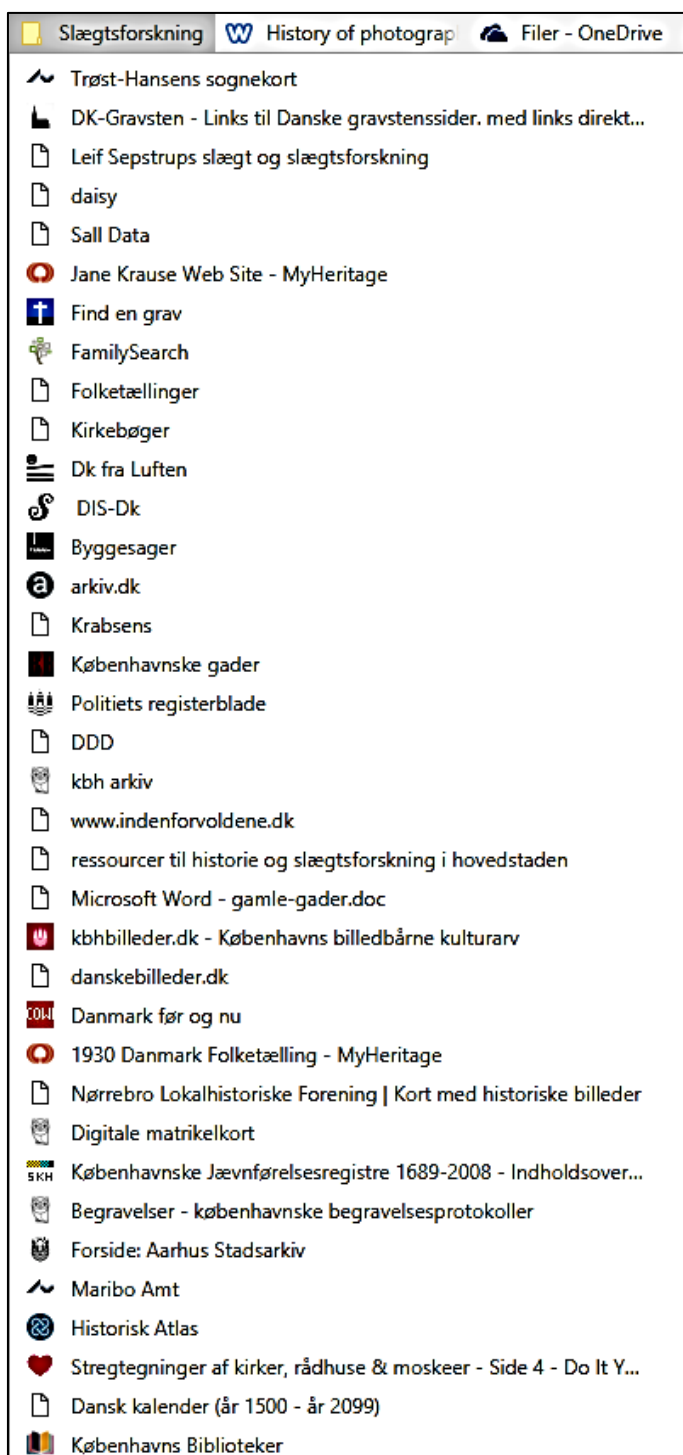 Slægtsforskning History of photograp Filer - OneDrive
Trøst-Hansens sognekort
DK-Gravsten - Links til Danske gravstenssider. med links direkt...
Leif Sepstrups slægt og slægtsforskning
daisy
Sall Data
Jane Krause Web Site - MyHeritage
Find en grav
FamilySearch
Folketællinger
Kirkebøger
Dk fra Luften
DIS-Dk
Byggesager
arkiv.dk
Krabsens
Københavnske gader
Politiets registerblade
DDD
kbh arkiv
www.indenforvoldene.dk
ressourcer til historie og slægtsforskning i hovedstaden
Microsoft Word - gamle-gader.doc
kbhbilleder.dk - Københavns billedbårne kulturarv
danskebilleder.dk
Danmark før og nu
1930 Danmark Folketælling - MyHeritage
Nørrebro Lokalhistoriske Forening | Kort med historiske billeder
Digitale matrikelkort
SKH Københavnske Jævnførelsesregistre 1689-2008 - Indholdsover...
Begravelser - københavnske begravelsesprotokoller
Forside: Aarhus Stadsarkiv
Maribo Amt
Historisk Atlas
Stregtegninger af kirker, rådhuse & moskeer - Side 4 - Do It Y...
Dansk kalender (år 1500 - år 2099)
Københavns Biblioteker